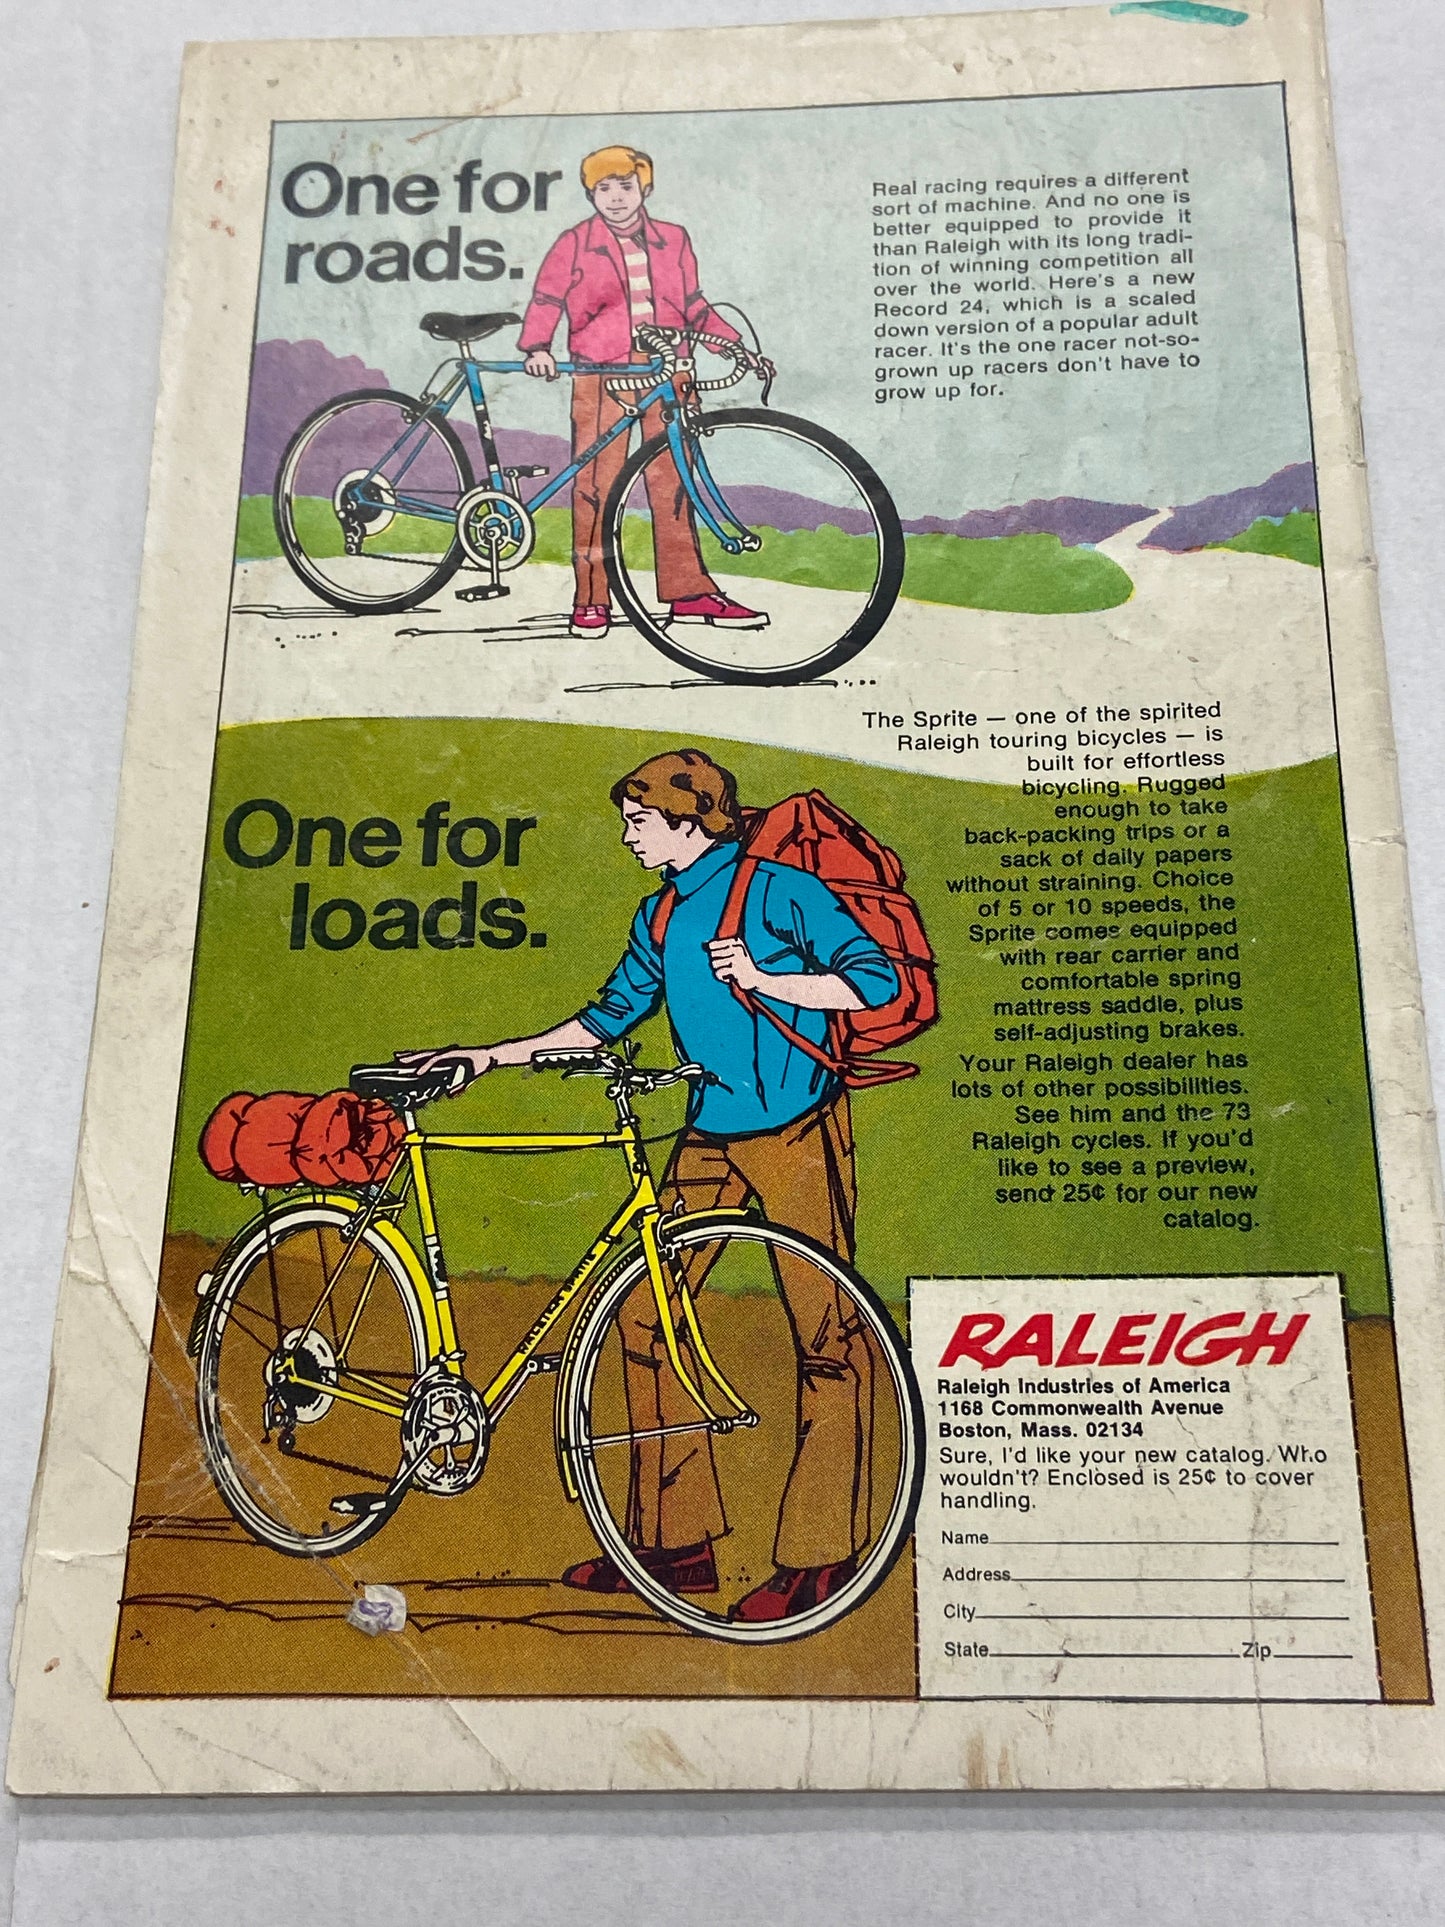 One for
roads.
Real racing requires a different
sort of machine. And no one is
better equipped to provide it
than Raleigh with its long tradi-
tion of winning competition all
over the world. Here's a new
Record 24, which is a scaled
down version of a popular adult
racer. It's the one racer not-so-
grown up racers don't have to
grow up for.
RALEIGH
The Sprite — one of the spirited
Raleigh touring bicycles — is
built for effortless
bicycling. Rugged
enough to take
back-packing trips or a
sack of daily papers
without straining. Choice
of 5 or 10 speeds, the
Sprite comes equipped
with rear carrier and
comfortable spring
mattress saddle, plus
self-adjusting brakes.
Your Raleigh dealer has
lots of other possibilities.
See him and the 73
Raleigh cycles. If you'd
like to see a preview,
send 25¢ for our new
catalog.
One for
loads.
RALEIGH SPRITE
RALEIGH
Raleigh Industries of America
1168 Commonwealth Avenue
Boston, Mass. 02134
Sure, I'd like your new catalog. Who
wouldn't? Enclosed is 25¢ to cover
handling.
Name
Address
City
State Zip